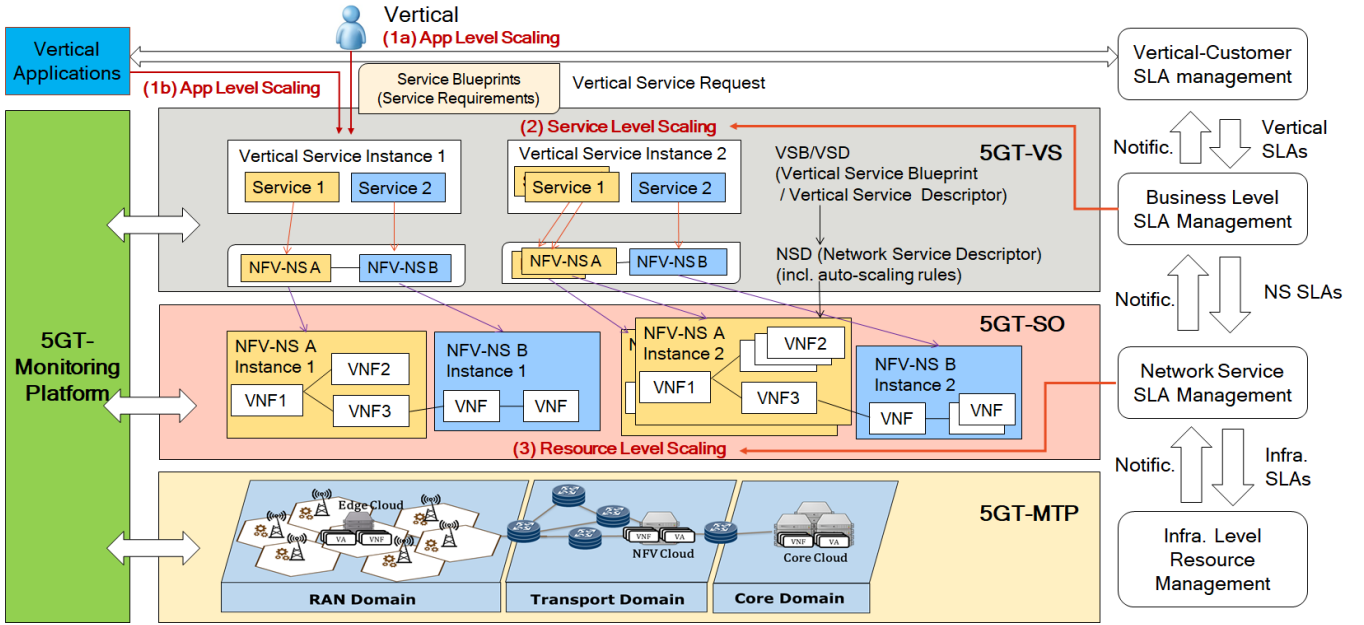 Vertical
(1a) App Level Scaling
Vertical
Applications
(1b) App Level Scaling
Service Blueprints
(Service Requirements)
Vertical Service Request
Vertical-Customer
SLA management
Notific.
Vertical
SLAs
(2) Service Level Scaling
5GT-VS
Vertical Service Instance 1
Service 1
Service 2
Vertical Service Instance 2
Service 1
Service 2
VSB/VSD
(Vertical Service Blueprint
/ Vertical Service Descriptor)
Business Level
SLA Management
NFV-NS A
NFV-NS B
NFV-NS A
NFV-NS B
NSD (Network Service Descriptor)
(incl. auto-scaling rules)
Notific.
NS SLAs
5GT-
Monitoring
Platform
5GT-SO
NFV-NS A
Instance 1
VNF1
VNF2
VNF3
NFV-NS B
Instance 1
VNF
VNF
N
NFV-NS A
Instance 2
VNF1
VNF2
VNF3
NFV-NS B
Instance 2
VNF
VNF
Network Service
SLA Management
(3) Resource Level Scaling
Notific.
Infra.
SLAs
5GT-MTP
Edge Cloud
VA
VNF
VNF
VA
NFV Cloud
VNF
VA
Core Cloud
RAN Domain
Transport Domain
Core Domain
Infra. Level
Resource
Management